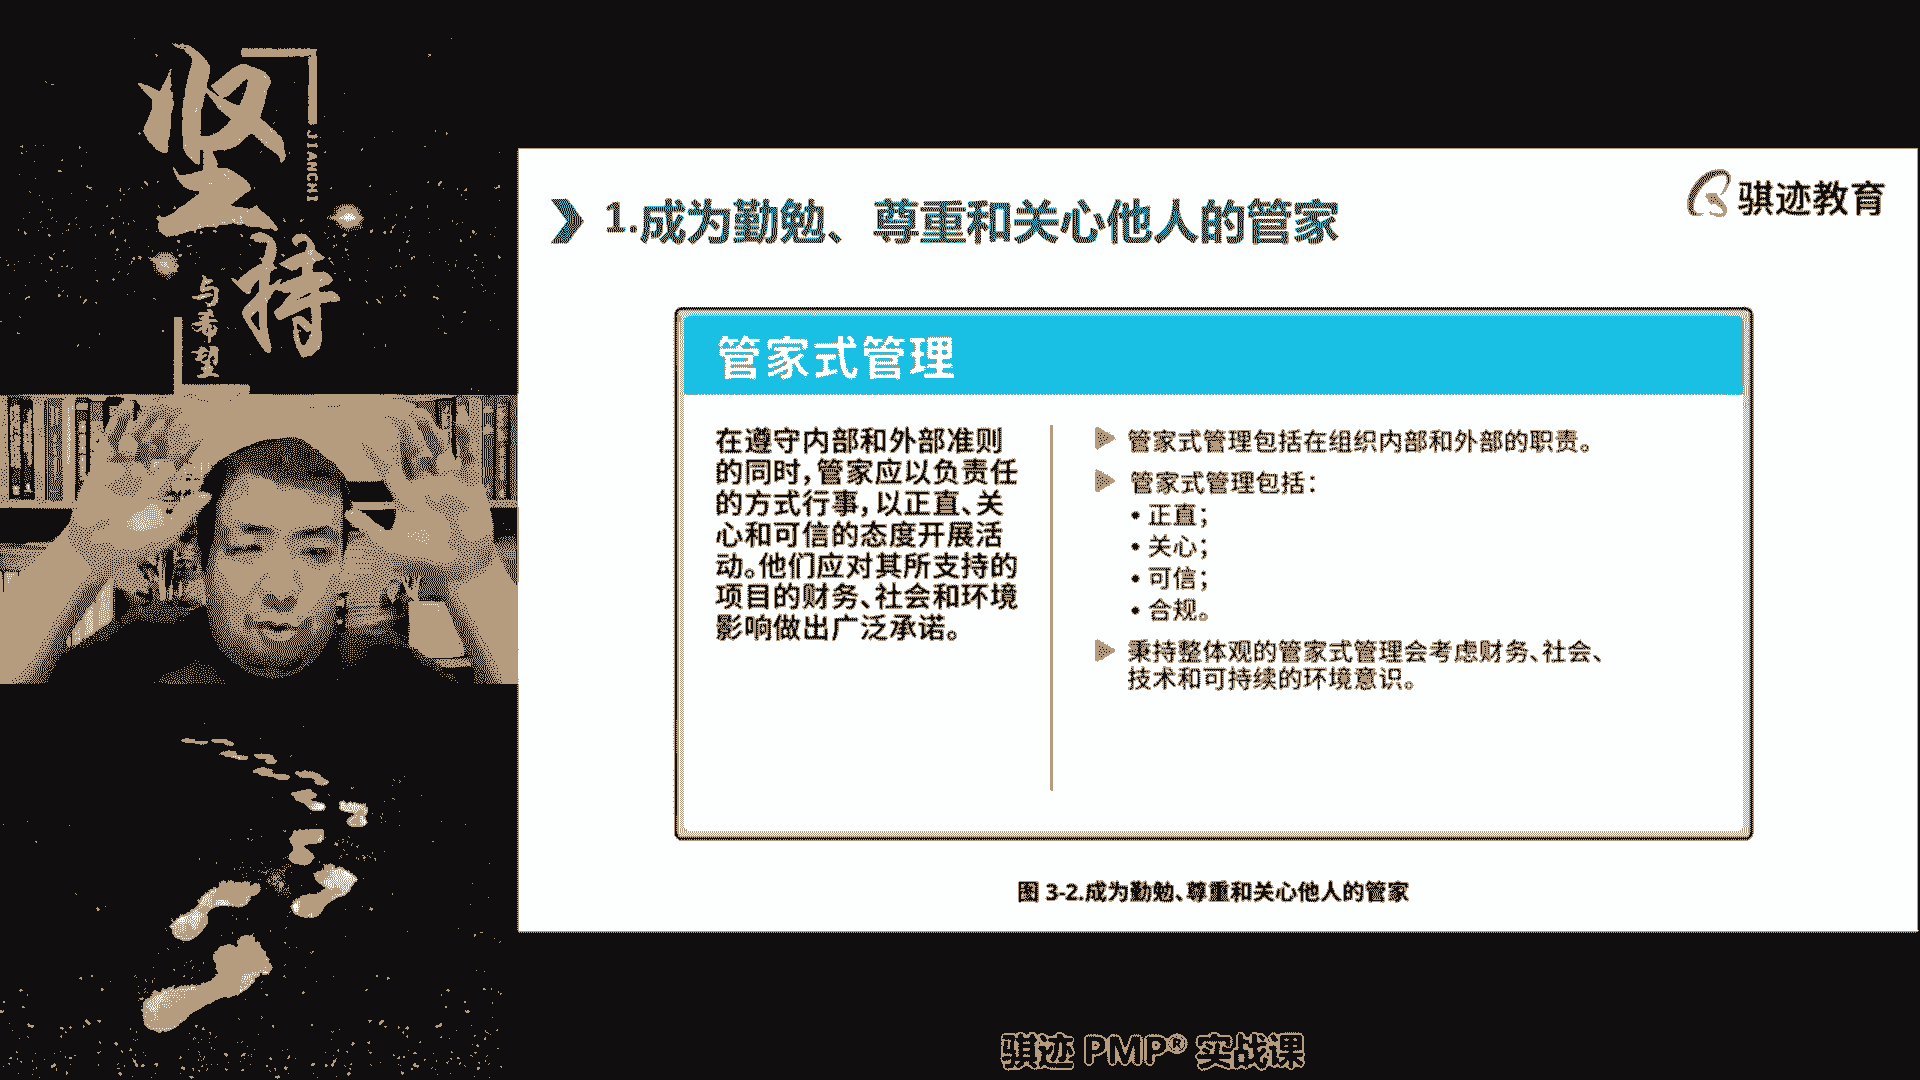 坚持
JIANCHI
与希望
1.成为勤勉、尊重和关心他人的管家
骐迹教育
管家式管理
在遵守内部和外部准则
的同时，管家应以负责任
的方式行事，以正直、关
心和可信的态度开展活
动。他们应对其所支持的
项目的财务、社会和环境
影响做出广泛承诺。
管家式管理包括在组织内部和外部的职责。
管家式管理包括：
• 正直；
• 关心；
• 可信；
• 合规。
秉持整体观的管家式管理会考虑财务、社会、
技术和可持续的环境意识。
图 3-2.成为勤勉、尊重和关心他人的管家
骐迹 PMP® 实战课